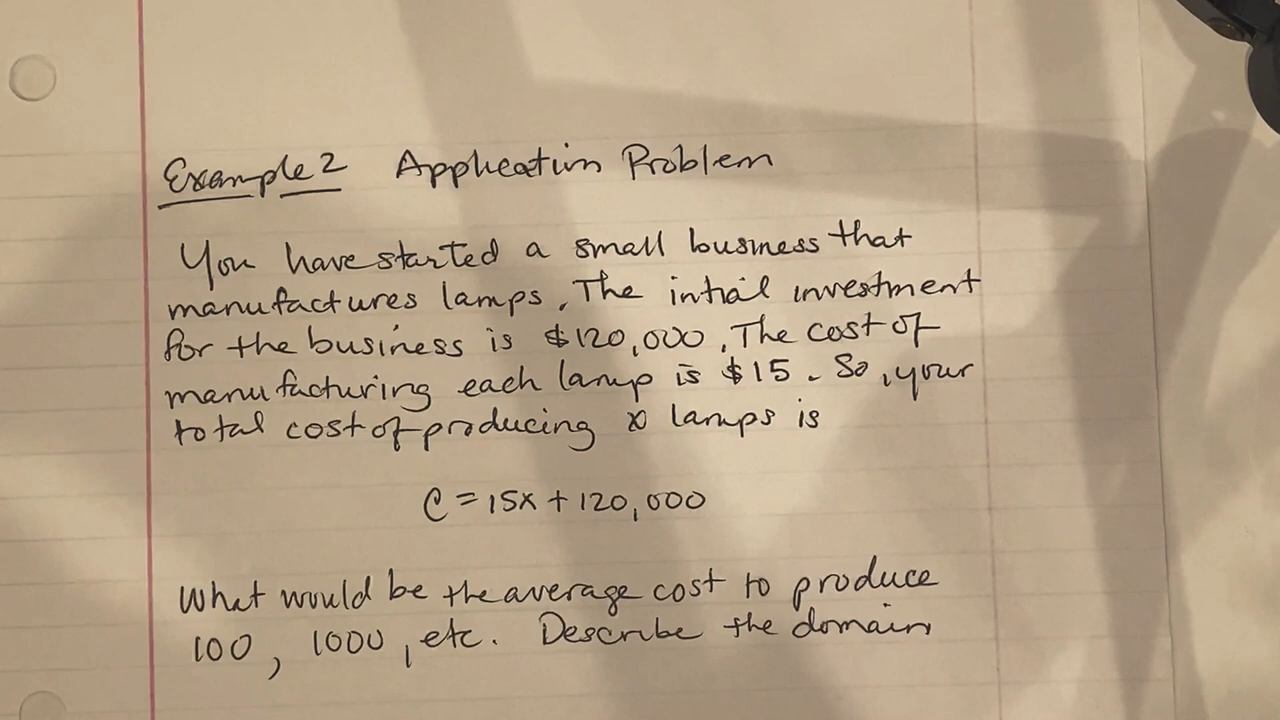 Example 2 Application Problem
You have started a small business that
manufactures lamps. The intial investment
for the business is $120,000. The cost of
manufacturing each lamp is $15. So, your
total cost of producing x lamps is
C = 15x + 120,000
What would be the average cost to produce
100, 1000, etc. Describe the domain